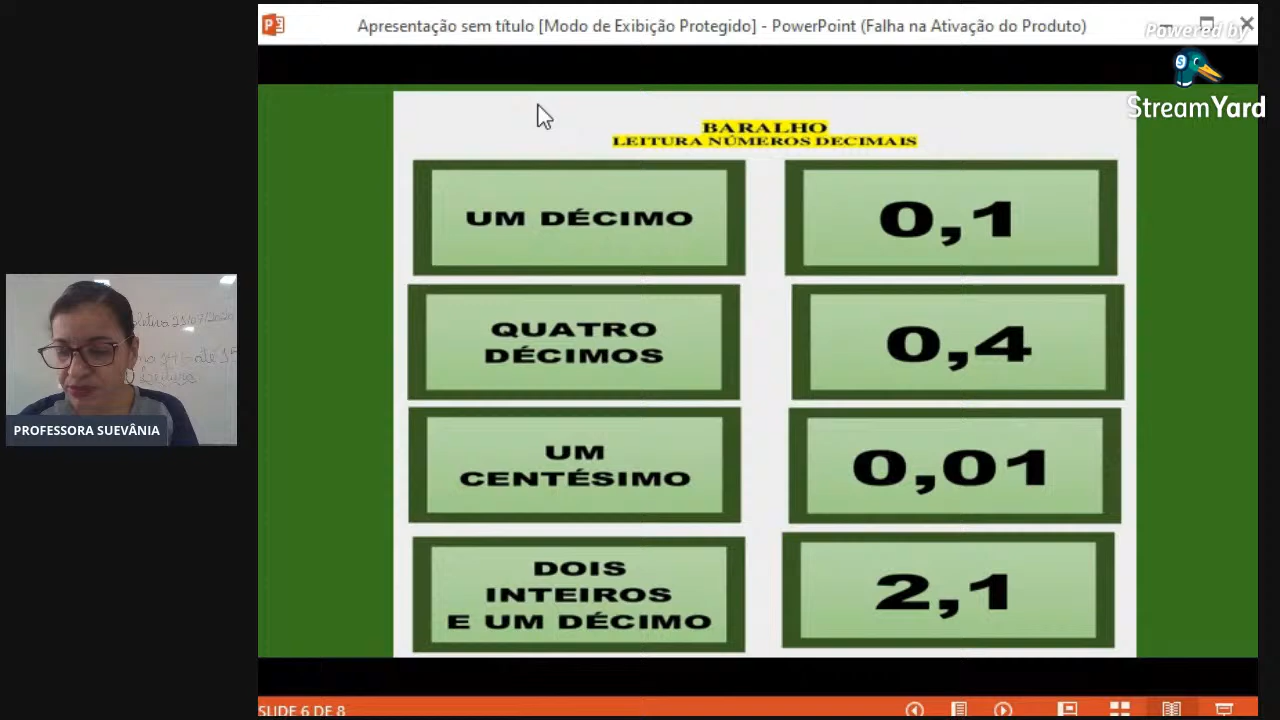 Apresentação sem título [Modo de Exibição Protegido] - PowerPoint (Falha na Ativação do Produto)
Powered by
StreamYard
BARALHO
LEITURA NÚMEROS DECIMAIS
UM DÉCIMO
0,1
QUATRO
DÉCIMOS
0,4
UM
CENTÉSIMO
0,01
DOIS
INTEIROS
E UM DÉCIMO
2,1
PROFESSORA SUEVÂNIA
SLIDE 6 DE 8